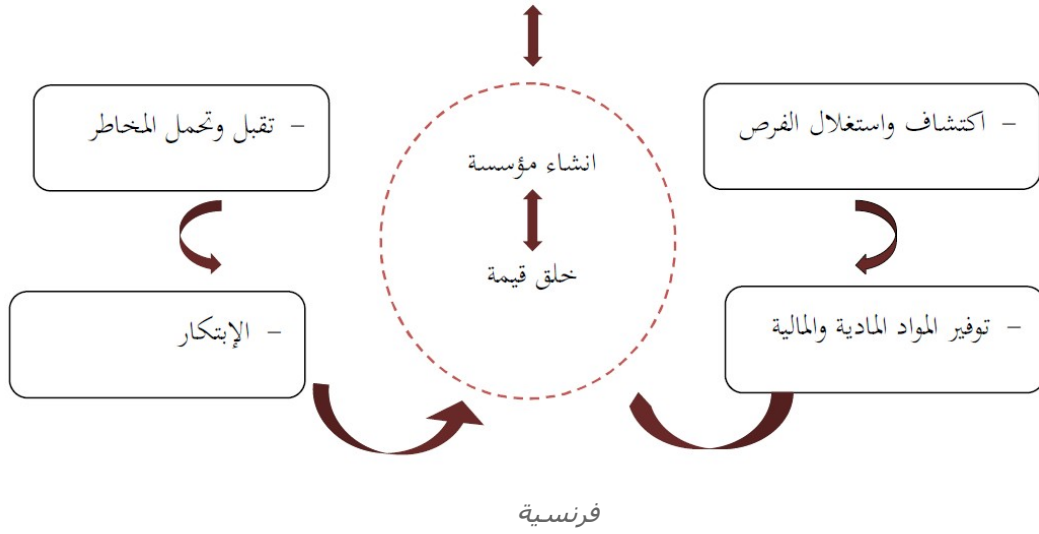 – اكتشاف واستغلال الفرص
– تقبل وتحمل المخاطر
انشاء مؤسسة
خلق قيمة
– توفير المواد المادية والمالية
– الإبتكار
فرنسية